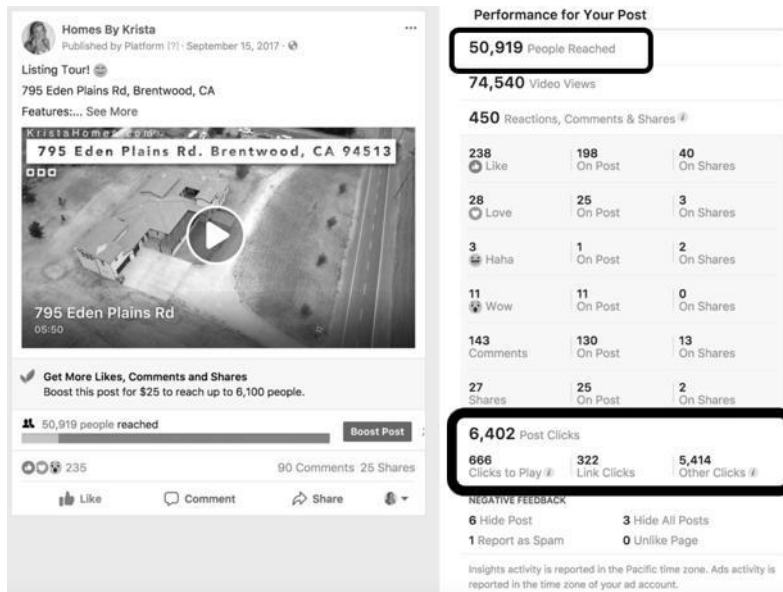 Homes By Krista
Published by Platform [?] · September 15, 2017 ·
Listing Tour!
795 Eden Plains Rd, Brentwood, CA
Features:... See More
KristaHomes.com
795 Eden Plains Rd. Brentwood, CA 94513
795 Eden Plains Rd
05:50
Get More Likes, Comments and Shares
Boost this post for $25 to reach up to 6,100 people.
50,919 people reached
Boost Post
235
90 Comments 25 Shares
Like Comment Share
Performance for Your Post
50,919 People Reached
74,540 Video Views
450 Reactions, Comments & Shares
238 198 40
Like On Post On Shares
28 25 3
Love On Post On Shares
3 1 2
Haha On Post On Shares
11 11 0
Wow On Post On Shares
143 130 13
Comments On Post On Shares
27 25 2
Shares On Post On Shares
6,402 Post Clicks
666 322 5,414
Clicks to Play Link Clicks Other Clicks
NEGATIVE FEEDBACK
6 Hide Post 3 Hide All Posts
1 Report as Spam 0 Unlike Page
Insights activity is reported in the Pacific time zone. Ads activity is
reported in the time zone of your ad account.